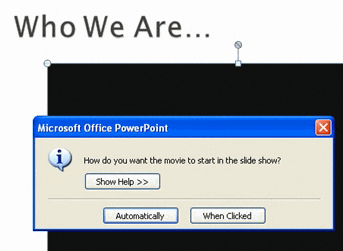 Who We Are...
Microsoft Office PowerPoint
How do you want the movie to start in the slide show?
Show Help >>
Automatically
When Clicked